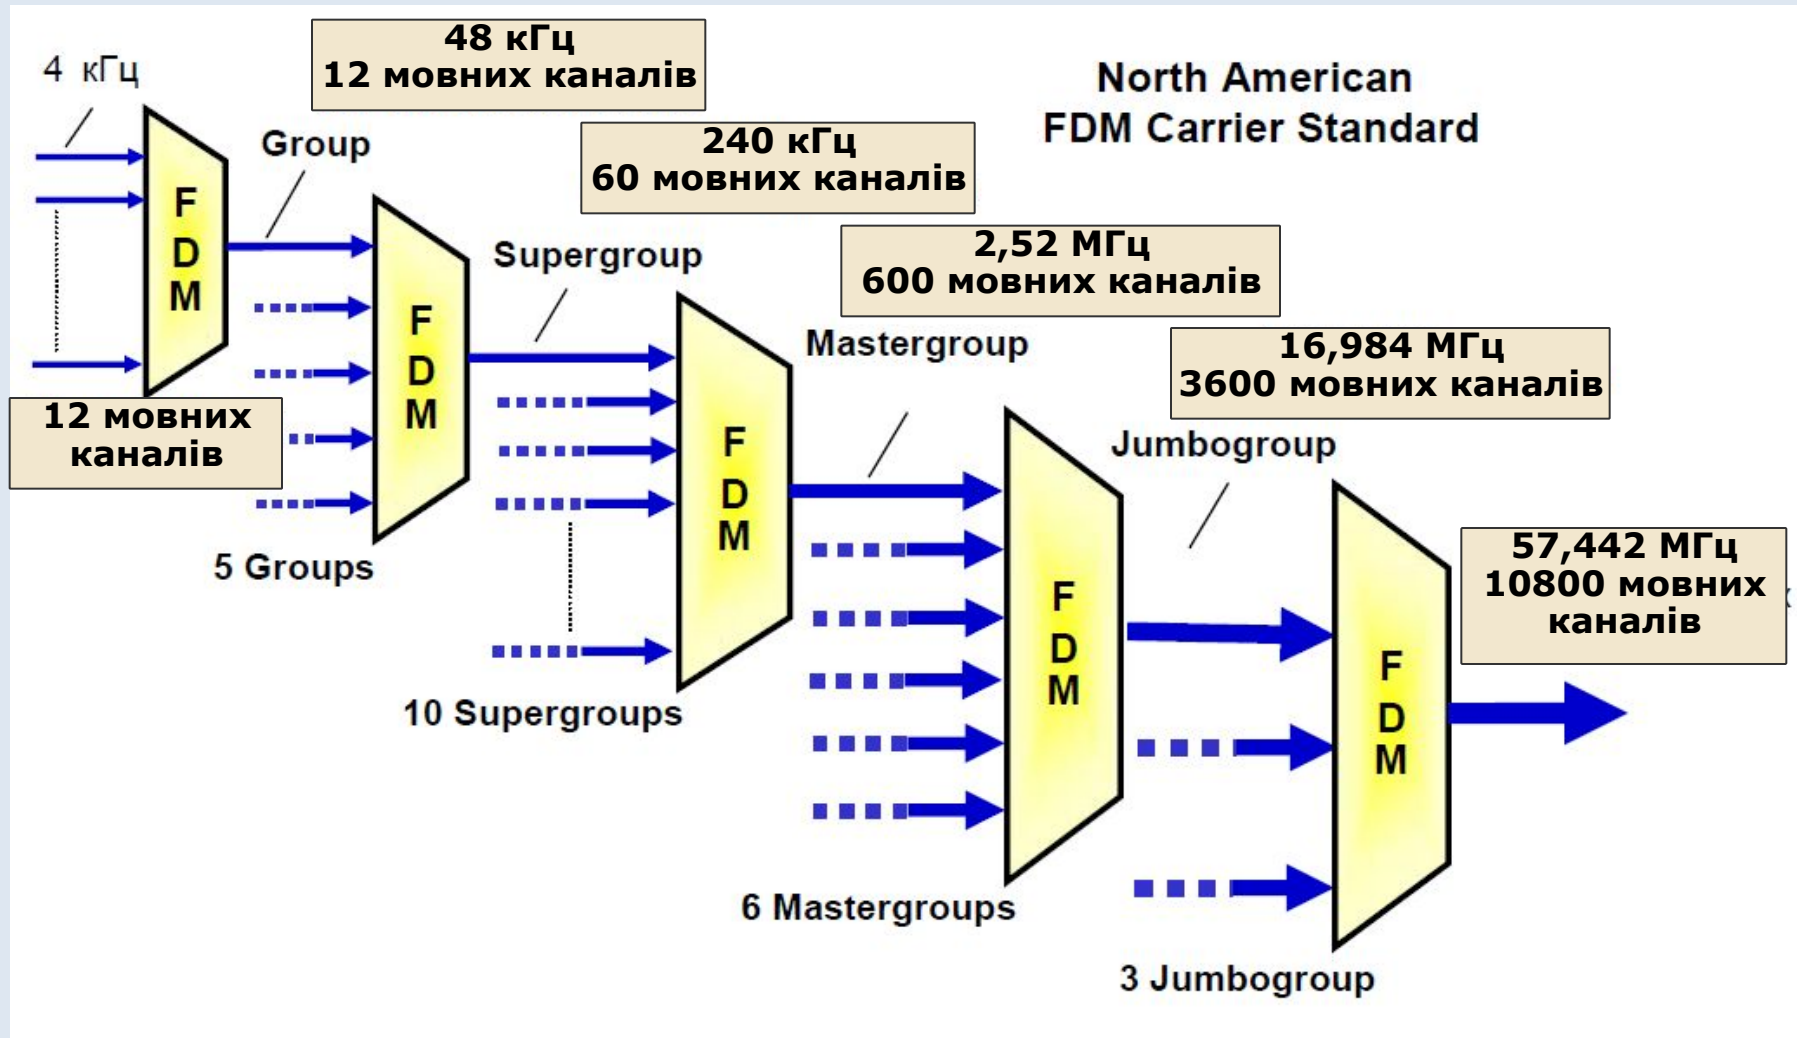 4 кГц
48 кГц
12 мовних каналів
North American
FDM Carrier Standard
Group
240 кГц
60 мовних каналів
F
D
M
Supergroup
2,52 МГц
600 мовних каналів
F
D
M
Mastergroup
16,984 МГц
3600 мовних каналів
12 мовних
каналів
F
D
M
Jumbogroup
5 Groups
57,442 МГц
10800 мовних
каналів
F
D
M
10 Supergroups
F
D
M
6 Mastergroups
3 Jumbogroup